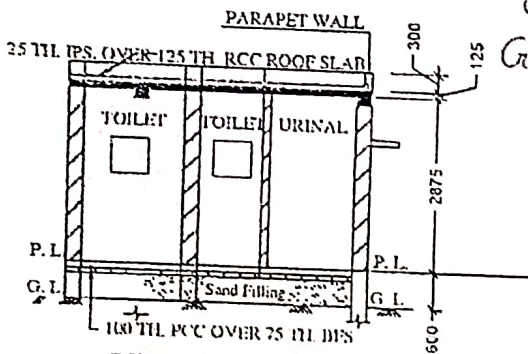 PARAPET WALL
25 TH. IPS. OVER 125 TH. RCC ROOF SLAB
300
125
TOILET
TOILET
URINAL
2875
P. L.
P. L.
G. L.
G. L.
Sand Filling
600
100 TH. PCC OVER 75 TH. BFS